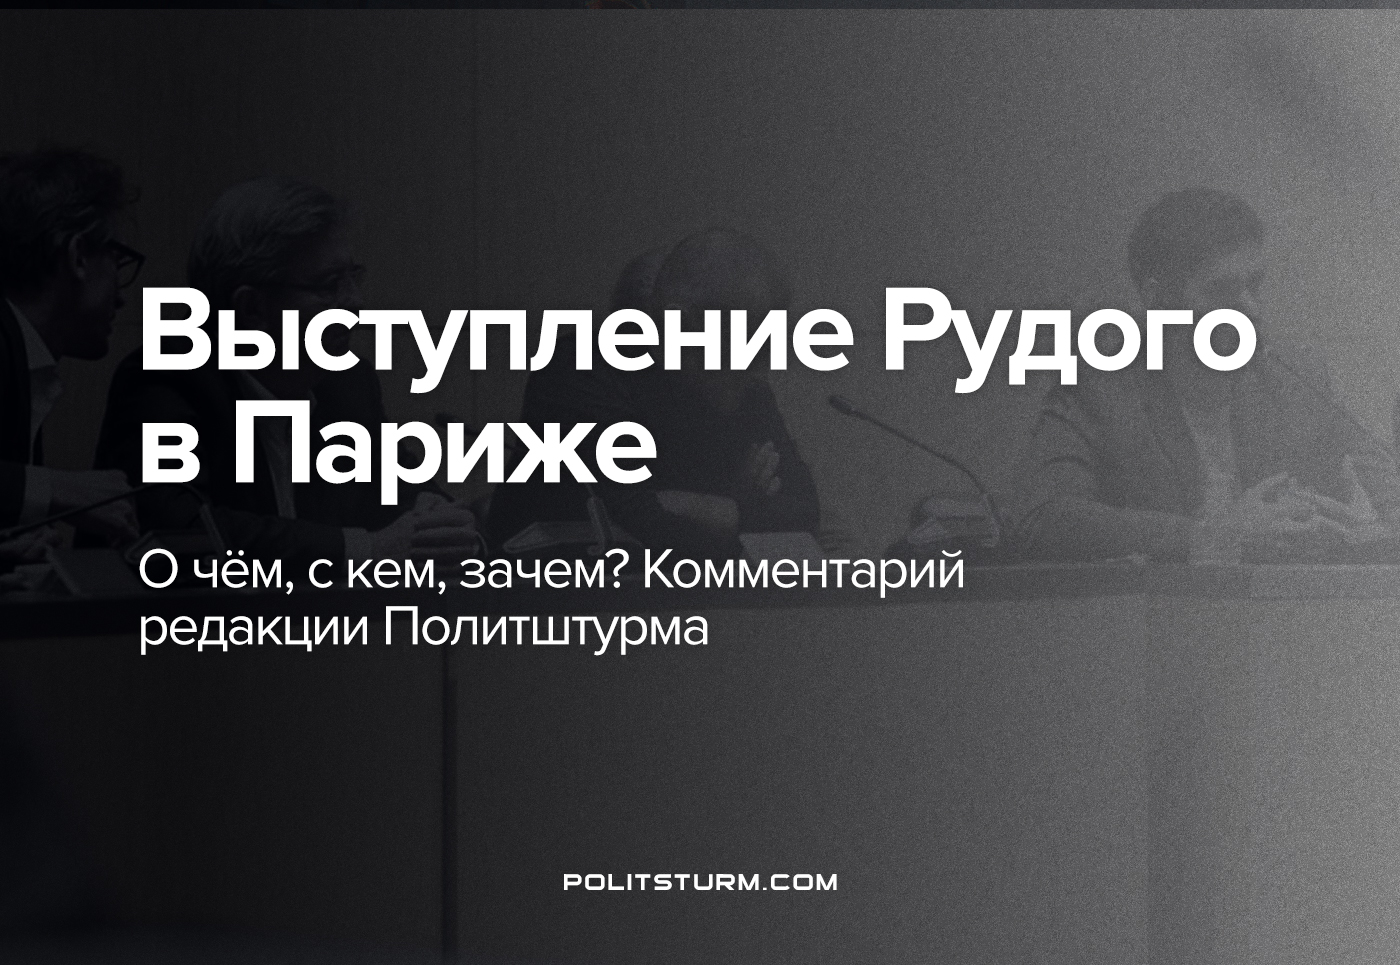 Выступление Рудого
в Париже
О чём, с кем, зачем? Комментарий
редакции Политштурма
POLITSTURM.COM